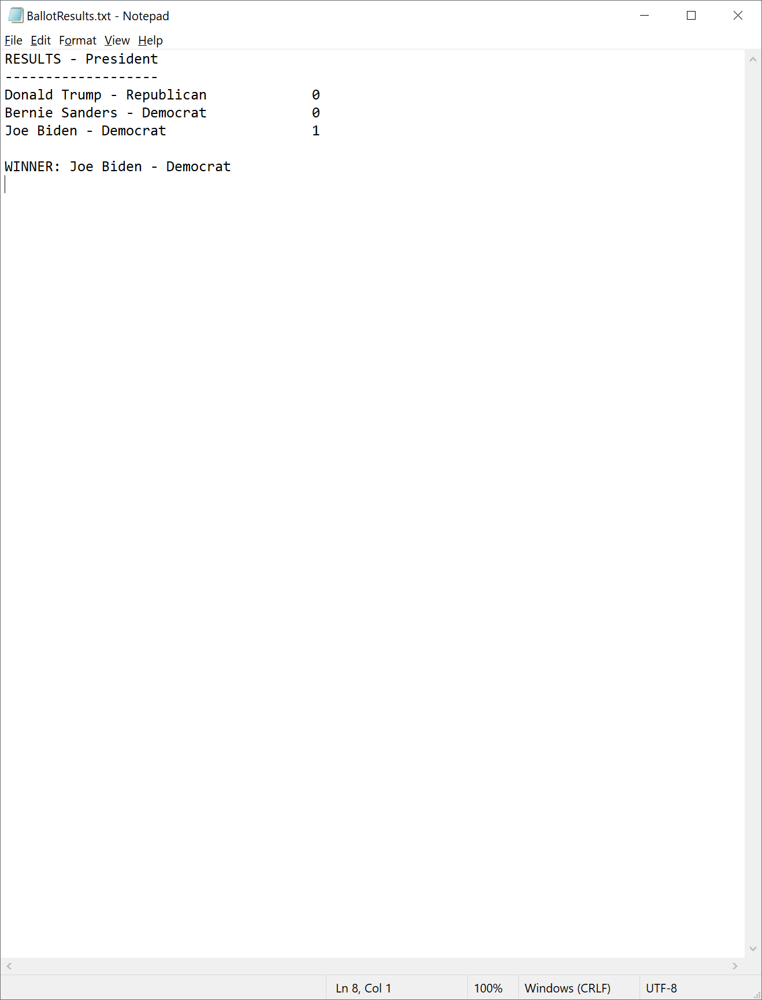 BallotResults.txt - Notepad
File Edit Format View Help
RESULTS - President
-------------------
Donald Trump - Republican             0
Bernie Sanders - Democrat             0
Joe Biden - Democrat                  1

WINNER: Joe Biden - Democrat
Ln 8, Col 1 100% Windows (CRLF) UTF-8